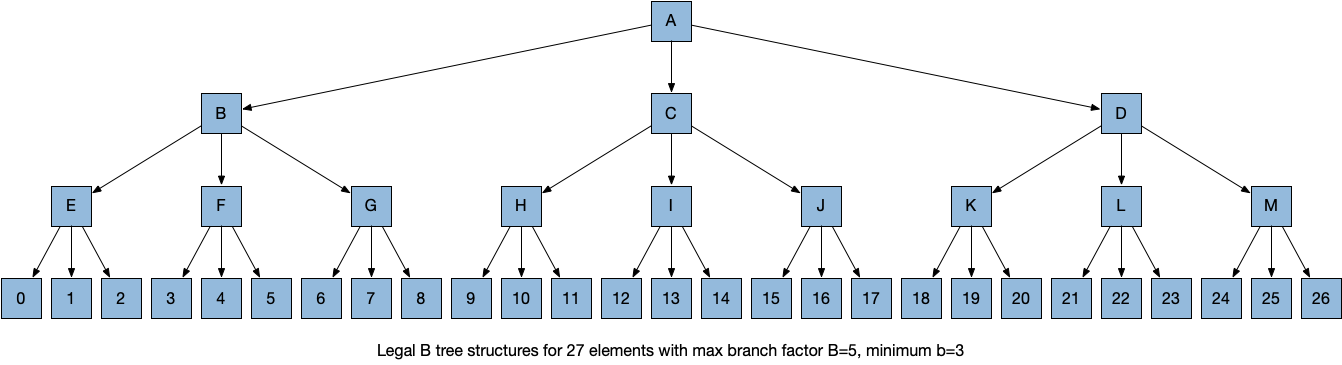 A
B C D
E F G H I J K L M
0 1 2 3 4 5 6 7 8 9 10 11 12 13 14 15 16 17 18 19 20 21 22 23 24 25 26
Legal B tree structures for 27 elements with max branch factor B=5, minimum b=3